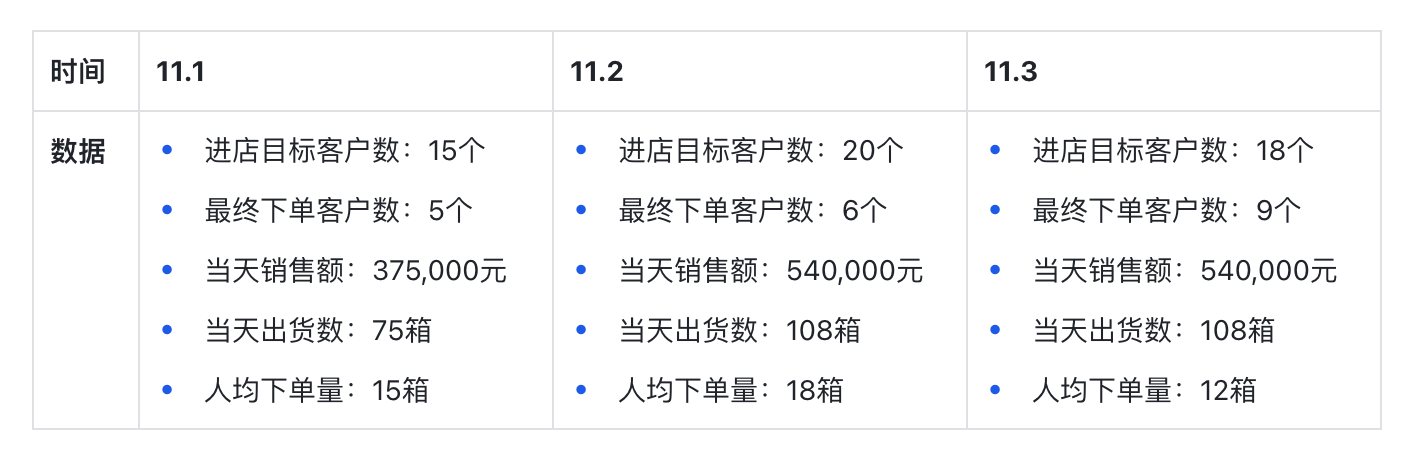 时间 11.1 11.2 11.3
数据
进店目标客户数：15个
最终下单客户数：5个
当天销售额：375,000元
当天出货数：75箱
人均下单量：15箱
进店目标客户数：20个
最终下单客户数：6个
当天销售额：540,000元
当天出货数：108箱
人均下单量：18箱
进店目标客户数：18个
最终下单客户数：9个
当天销售额：540,000元
当天出货数：108箱
人均下单量：12箱